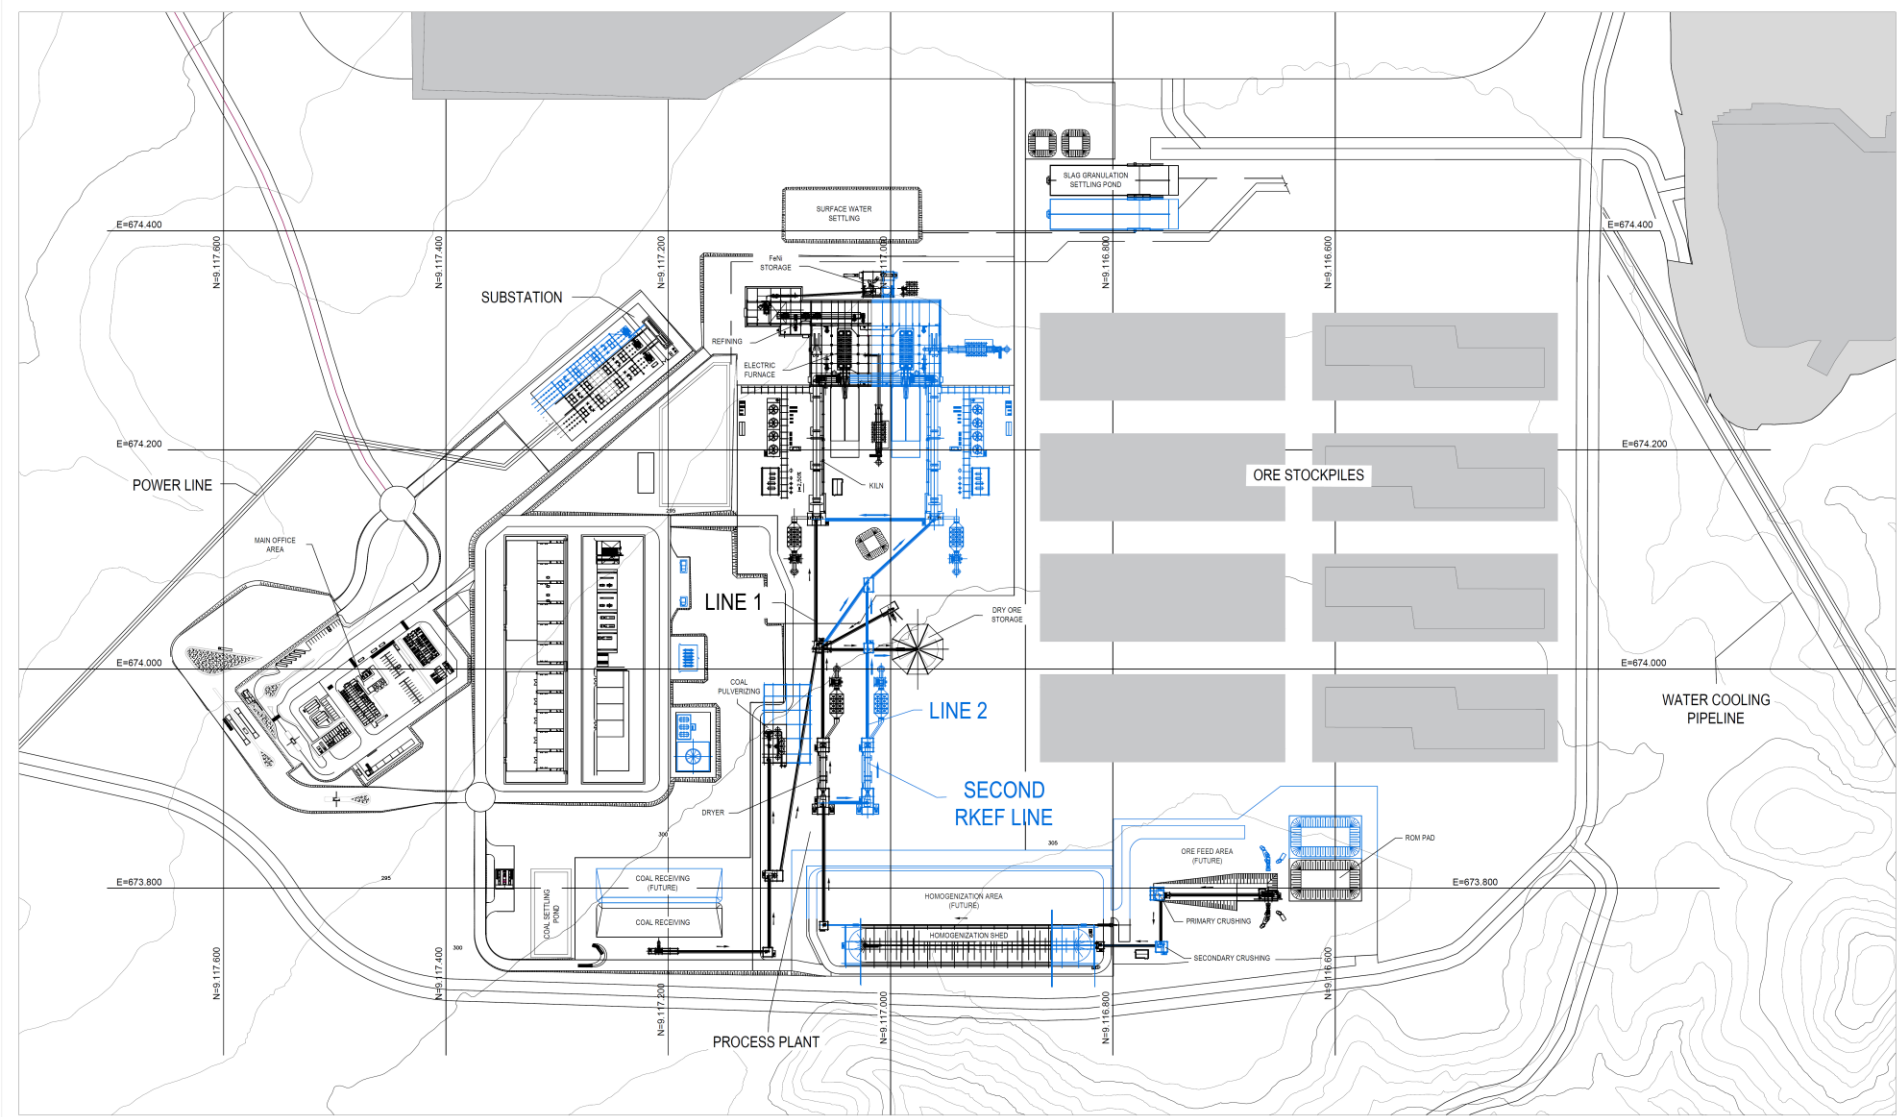 SLAG GRANULATION
SETTLING POND
SURFACE WATER
SETTLING
E=674.400
E=674.400
N=9.117.600
N=9.117.400
N=9.117.200
N=9.117.000
N=9.116.800
N=9.116.600
FeNi
STORAGE
SUBSTATION
REFINING
ELECTRIC
FURNACE
E=674.200
E=674.200
ORE STOCKPILES
POWER LINE
KILN
295
MAIN OFFICE
AREA
LINE 1
DRY ORE
STORAGE
E=674.000
E=674.000
COAL
PULVERIZING
LINE 2
WATER COOLING
PIPELINE
SECOND
RKEF LINE
DRYER
300
305
ROM PAD
ORE FEED AREA
(FUTURE)
295
COAL RECEIVING
(FUTURE)
E=673.800
E=673.800
HOMOGENIZATION AREA
(FUTURE)
COAL SETTLING
POND
COAL RECEIVING
PRIMARY CRUSHING
HOMOGENIZATION SHED
300
SECONDARY CRUSHING
N=9.117.600
N=9.117.400
N=9.117.200
N=9.117.000
N=9.116.800
N=9.116.600
PROCESS PLANT